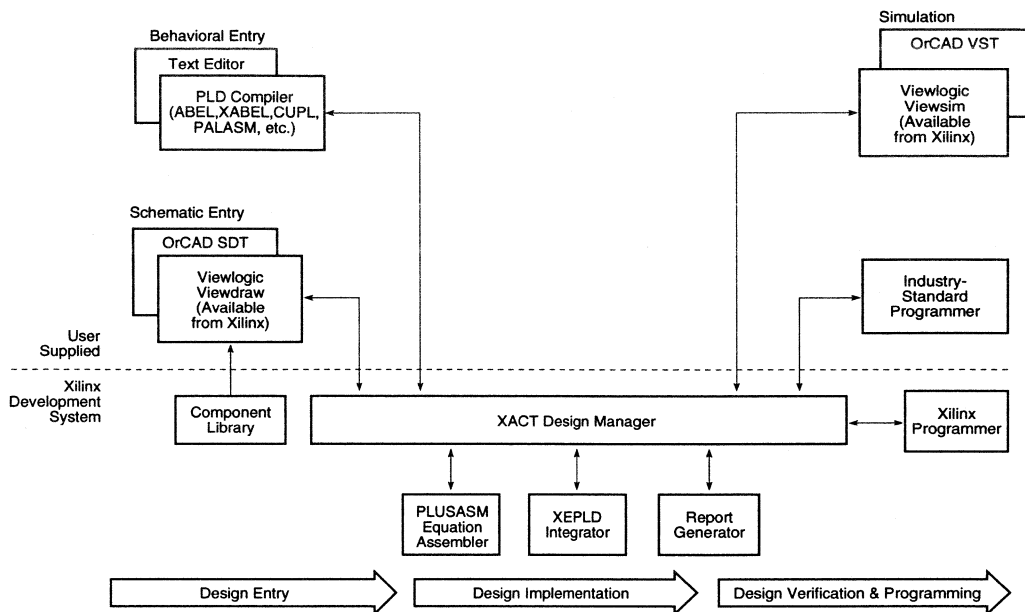 Behavioral Entry
Text Editor
PLD Compiler
(ABEL,XABEL,CUPL,
PALASM, etc.)
Simulation
OrCAD VST
Viewlogic
Viewsim
(Available
from Xilinx)
Schematic Entry
OrCAD SDT
Viewlogic
Viewdraw
(Available
from Xilinx)
Industry-
Standard
Programmer
User
Supplied
Xilinx
Development
System
Component
Library
XACT Design Manager
Xilinx
Programmer
PLUSASM
Equation
Assembler
XEPLD
Integrator
Report
Generator
Design Entry
Design Implementation
Design Verification & Programming